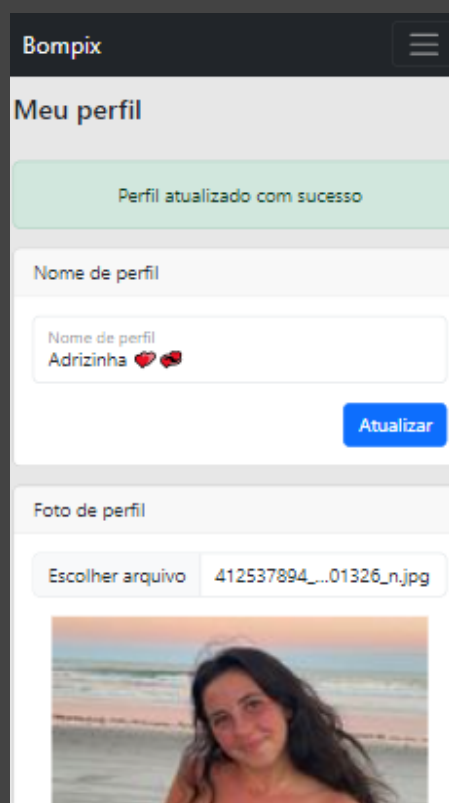 Bompix
Meu perfil
Perfil atualizado com sucesso
Nome de perfil
Nome de perfil
Adrizinha 💕💋
Atualizar
Foto de perfil
Escolher arquivo 412537894_...01326_n.jpg